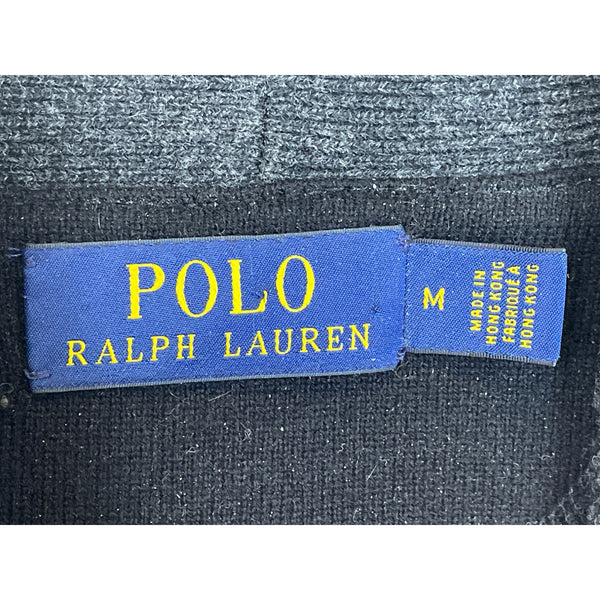 POLO
RALPH LAUREN
M
MADE IN
HONG KONG
FABRIQUÉ À
HONG KONG